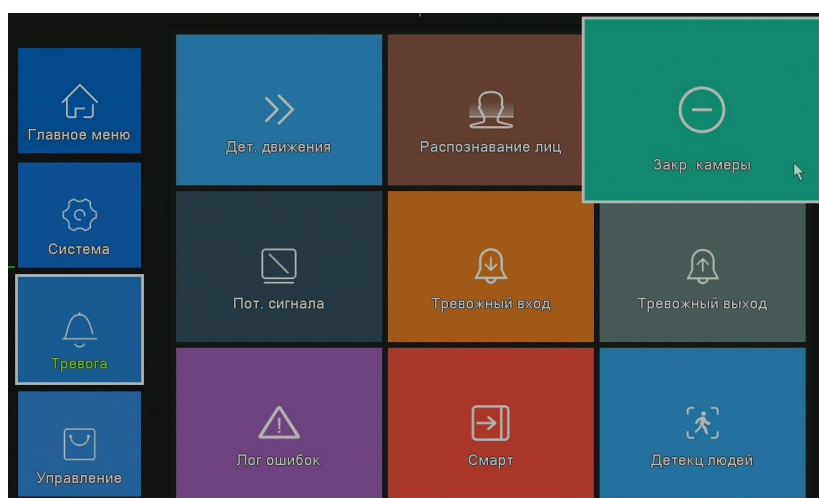 Главное меню
Система
Тревога
Управление
Дет. движения
Распознавание лиц
Закр. камеры
Пот. сигнала
Тревожный вход
Тревожный выход
Лог ошибок
Смарт
Детекц.людей